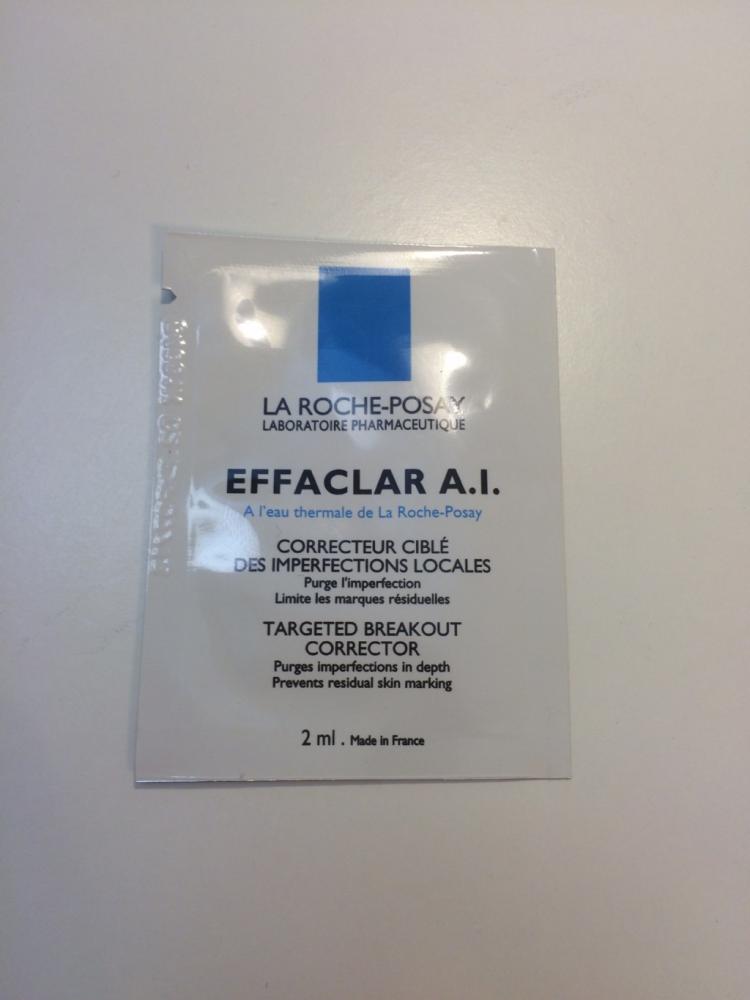 LA ROCHE-POSAY
LABORATOIRE PHARMACEUTIQUE
EFFACLAR A.I.
A l'eau thermale de La Roche-Posay
CORRECTEUR CIBLÉ
DES IMPERFECTIONS LOCALES
Purge l'imperfection
Limite les marques résiduelles
TARGETED BREAKOUT
CORRECTOR
Purges imperfections in depth
Prevents residual skin marking
2 ml . Made in France